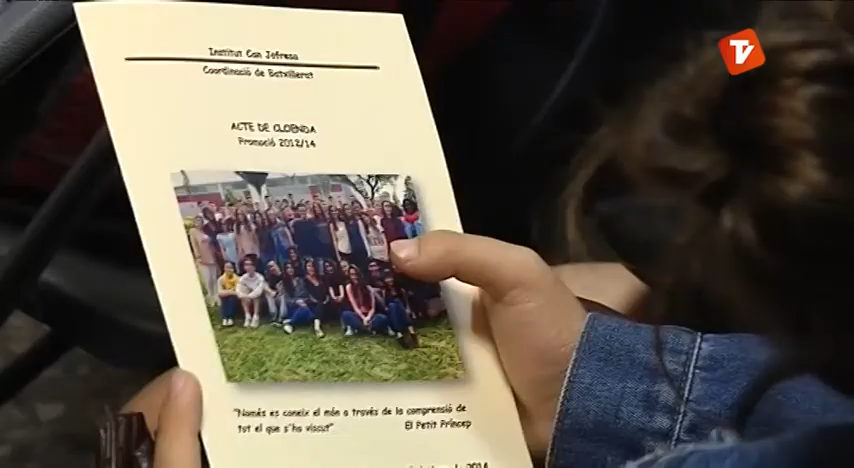 Institut Can Jofresa
Coordinació de Batxillerat
ACTE DE CLOENDA
Promoció 2012/14
"Només es coneix el món a través de la comprensió de
tot el que s'ha viscut"
El Petit Príncep
TV